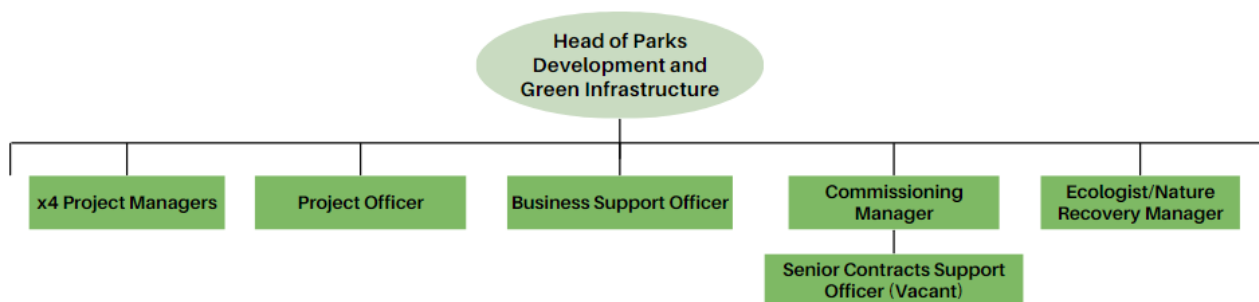 Head of Parks
Development and
Green Infrastructure
x4 Project Managers
Project Officer
Business Support Officer
Commissioning
Manager
Ecologist/Nature
Recovery Manager
Senior Contracts Support
Officer (Vacant)